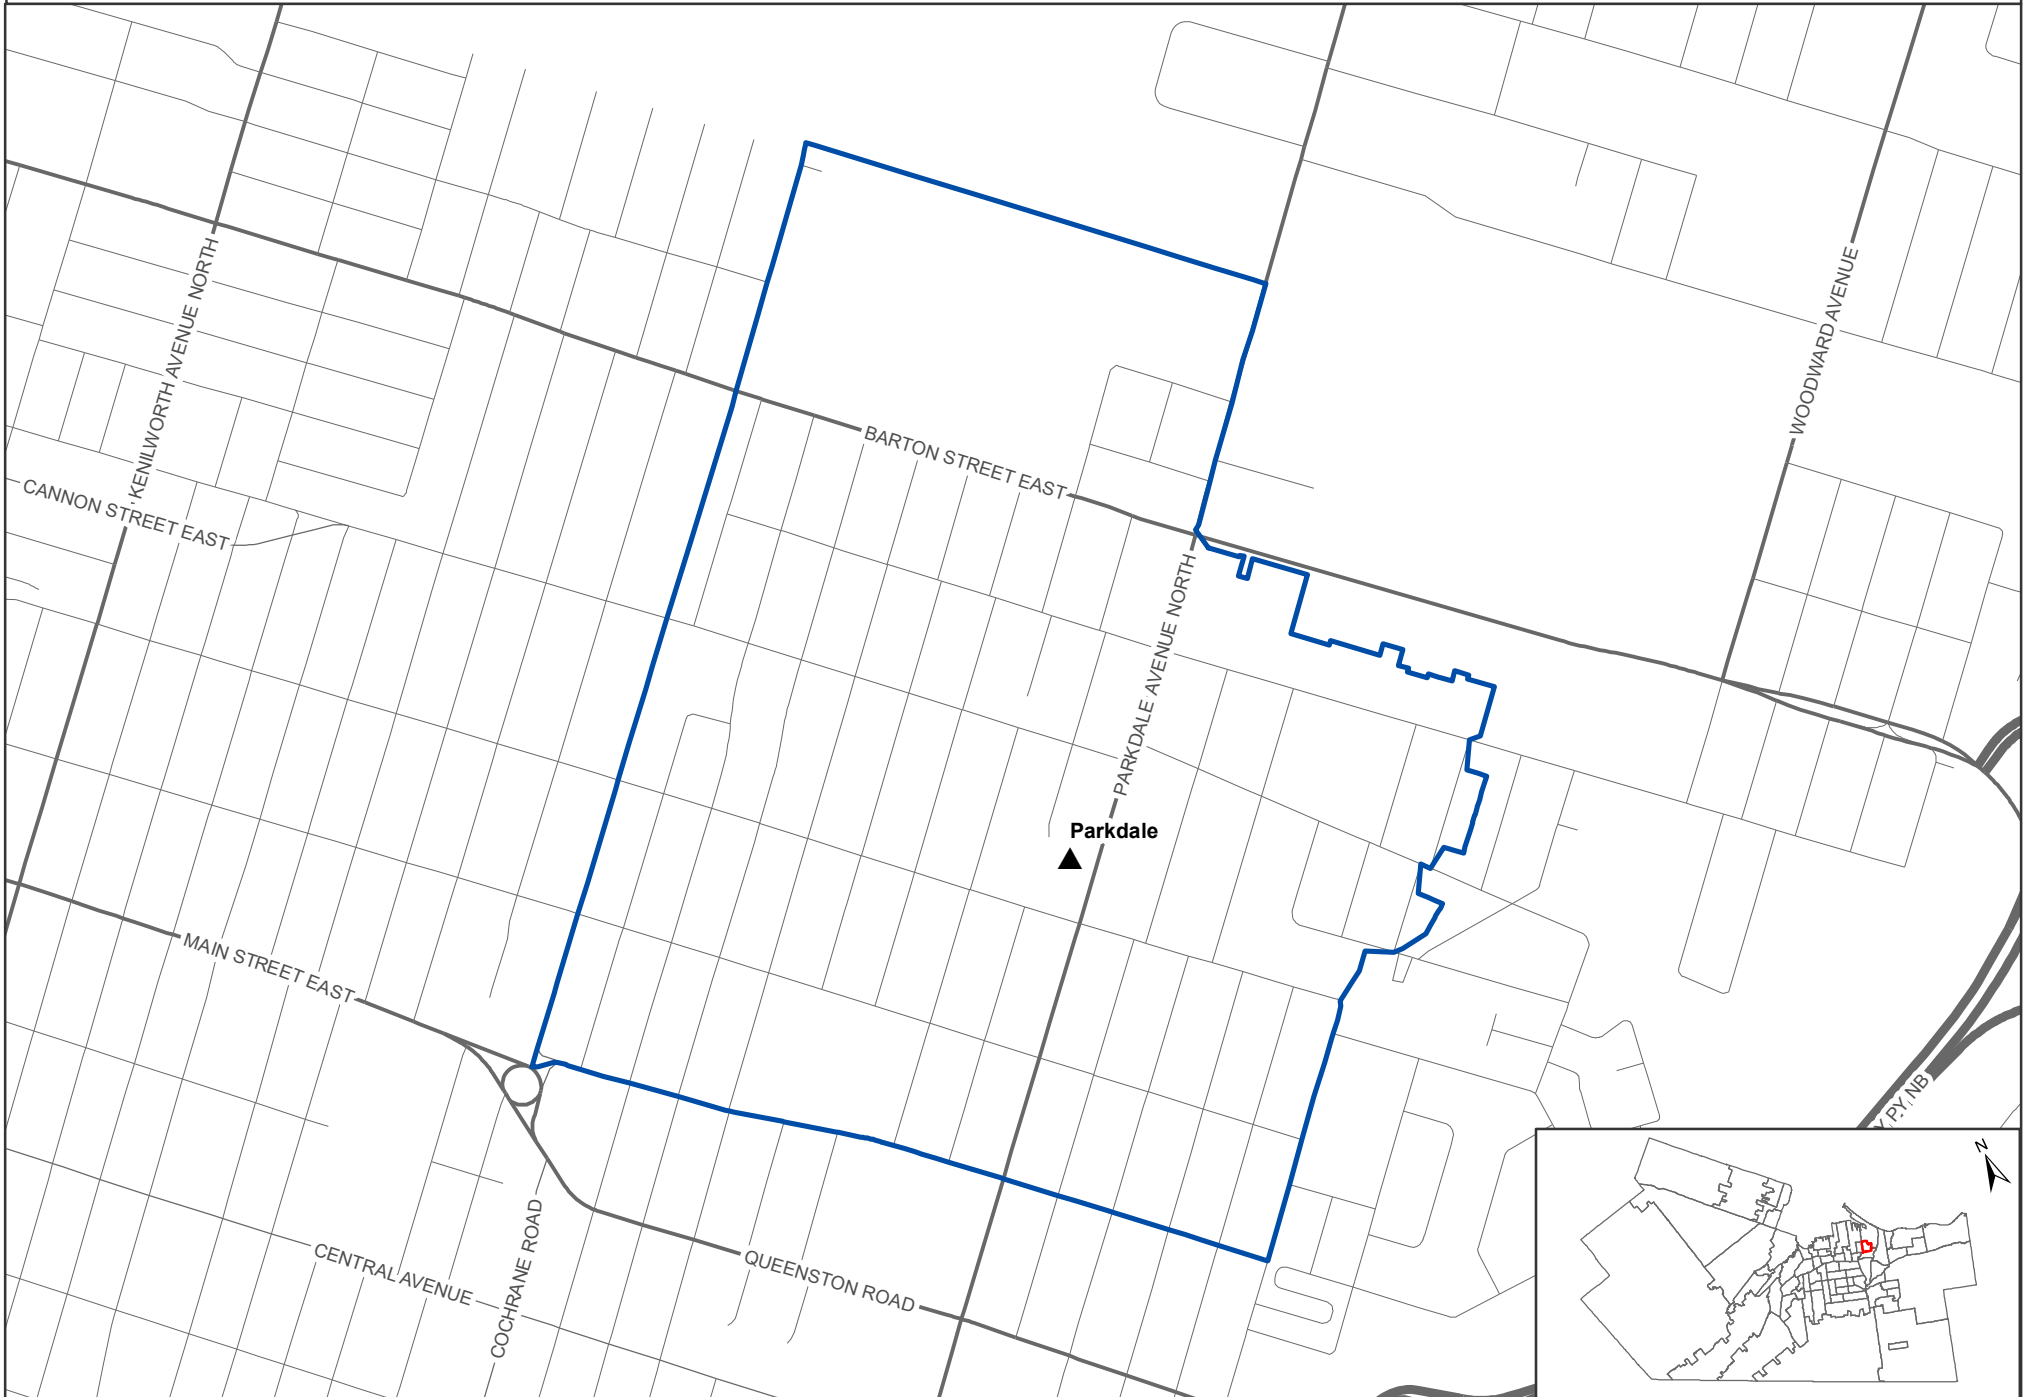 KENILWORTH AVENUE NORTH
WOODWARD AVENUE
BARTON STREET EAST
CANNON STREET EAST
PARKDALE AVENUE NORTH
Parkdale
MAIN STREET EAST
P.Y. NB
N
CENTRAL AVENUE
COCHRANE ROAD
QUEENSTON ROAD